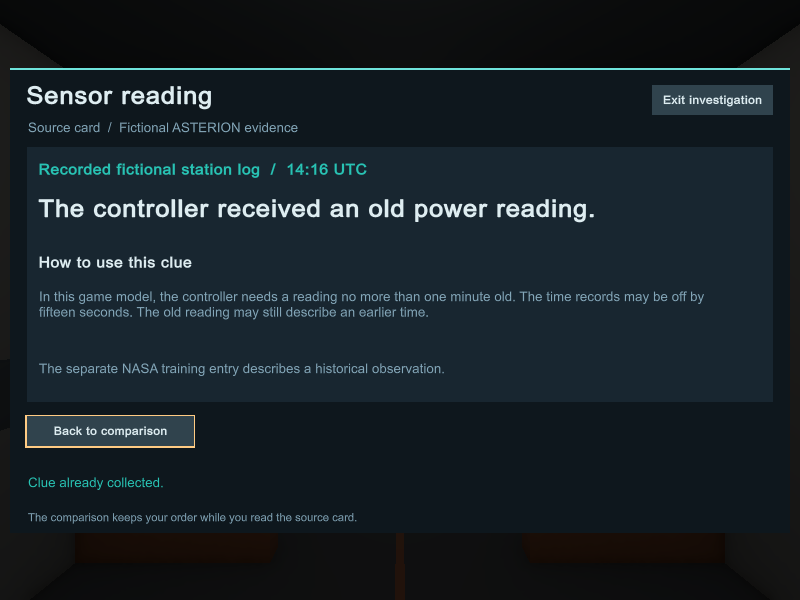 Sensor reading
Exit investigation
Source card / Fictional ASTERION evidence
Recorded fictional station log / 14:16 UTC
The controller received an old power reading.
How to use this clue
In this game model, the controller needs a reading no more than one minute old. The time records may be off by
fifteen seconds. The old reading may still describe an earlier time.
The separate NASA training entry describes a historical observation.
Back to comparison
Clue already collected.
The comparison keeps your order while you read the source card.